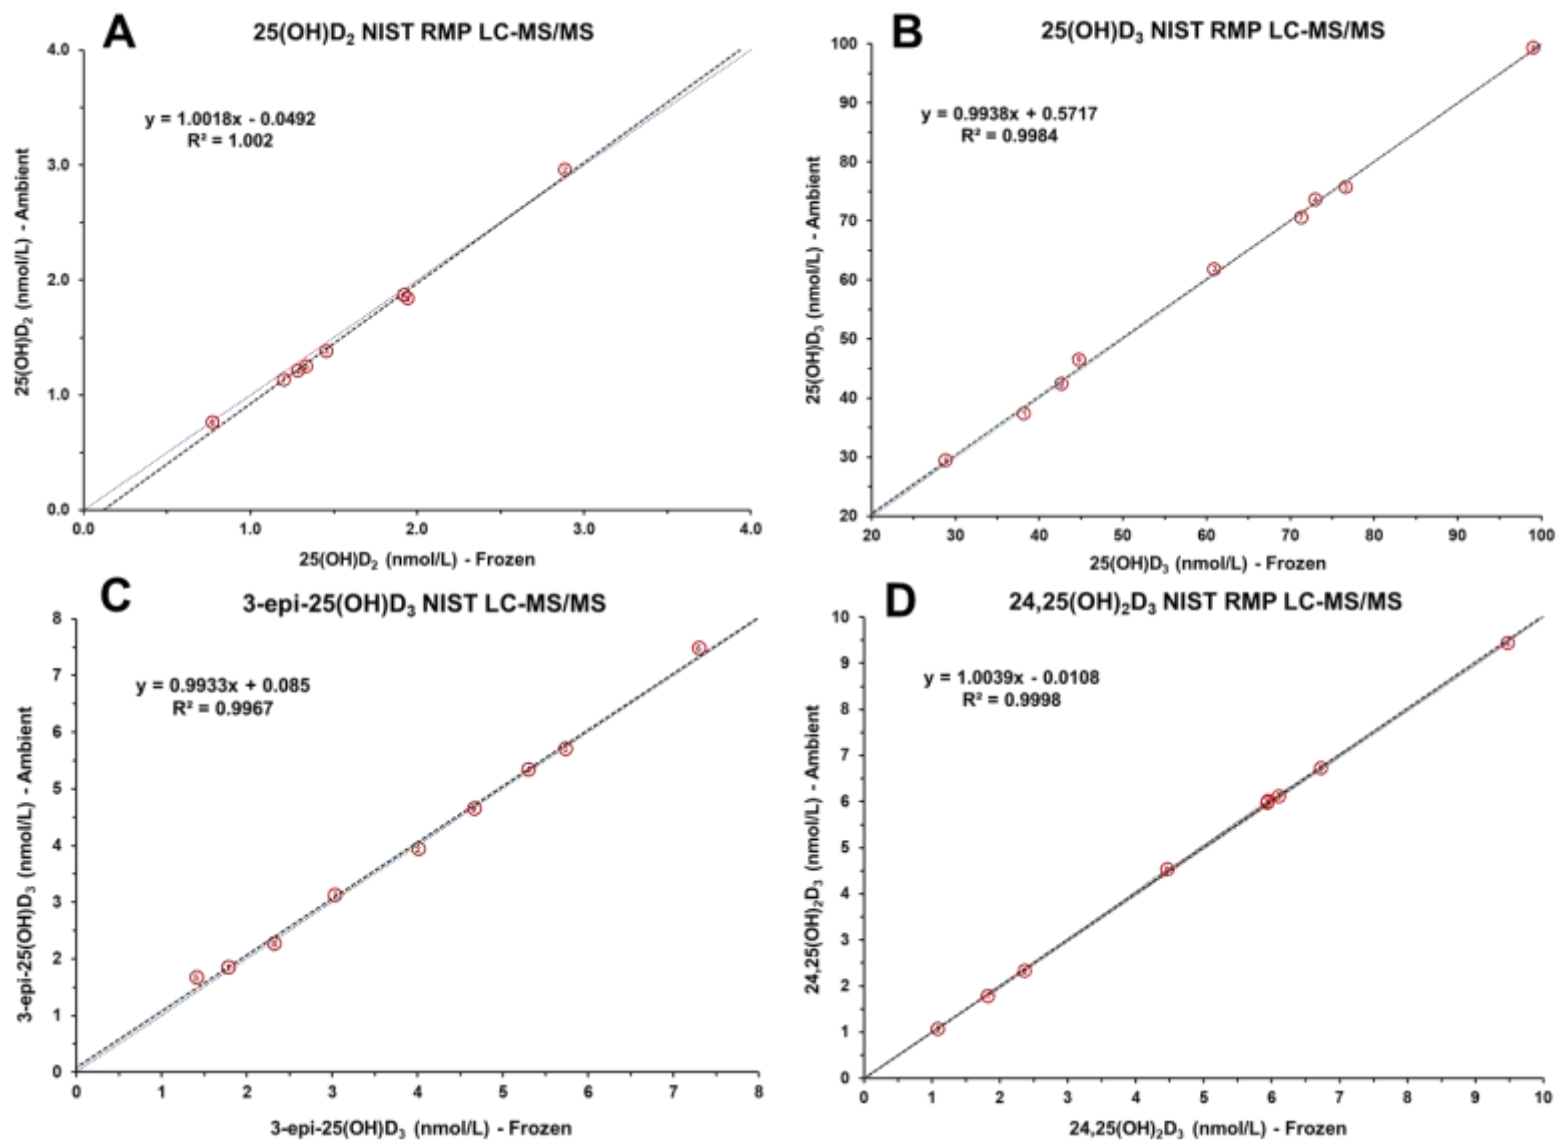 A
25(OH)D₂ NIST RMP LC-MS/MS
y = 1.0018x - 0.0492
R² = 1.002
25(OH)D₂ (nmol/L) - Ambient
4.0
3.0
2.0
1.0
0.0
0.0 1.0 2.0 3.0 4.0
25(OH)D₂ (nmol/L) - Frozen
B
25(OH)D₃ NIST RMP LC-MS/MS
y = 0.9938x + 0.5717
R² = 0.9984
25(OH)D₃ (nmol/L) - Ambient
100
90
80
70
60
50
40
30
20
20 30 40 50 60 70 80 90 100
25(OH)D₃ (nmol/L) - Frozen
C
3-epi-25(OH)D₃ NIST LC-MS/MS
y = 0.9933x + 0.085
R² = 0.9967
3-epi-25(OH)D₃ (nmol/L) - Ambient
8
7
6
5
4
3
2
1
0
0 1 2 3 4 5 6 7 8
3-epi-25(OH)D₃ (nmol/L) - Frozen
D
24,25(OH)₂D₃ NIST RMP LC-MS/MS
y = 1.0039x - 0.0108
R² = 0.9998
24,25(OH)₂D₃ (nmol/L) - Ambient
10
9
8
7
6
5
4
3
2
1
0
0 1 2 3 4 5 6 7 8 9 10
24,25(OH)₂D₃ (nmol/L) - Frozen